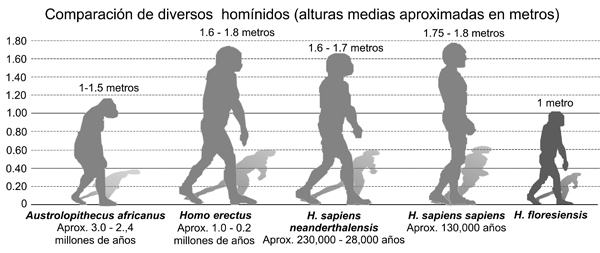 Comparación de diversos homínidos (alturas medias aproximadas en metros)
1.80
1.60
1.40
1.20
1.00
0.80
0.60
0.40
0.20
0
1-1.5 metros
1.6 - 1.8 metros
1.6 - 1.7 metros
1.75 - 1.8 metros
1 metro
Austrolopithecus africanus
Aprox. 3.0 - 2.,4
millones de años
Homo erectus
Aprox. 1.0 - 0.2
millones de años
H. sapiens
neanderthalensis
Aprox. 230,000 - 28,000 años
H. sapiens sapiens
Aprox. 130,000 años
H. floresiensis